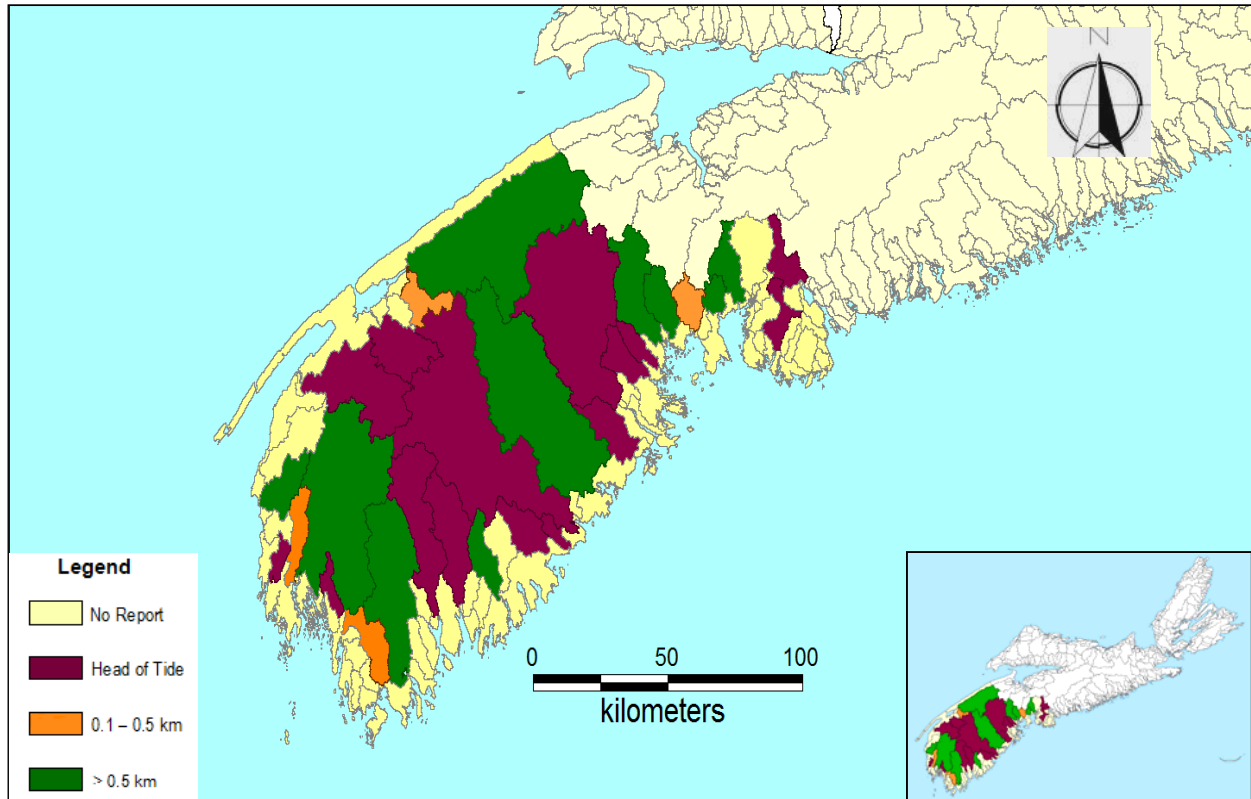 N
Legend
No Report
Head of Tide
0.1 – 0.5 km
> 0.5 km
0 50 100
kilometers